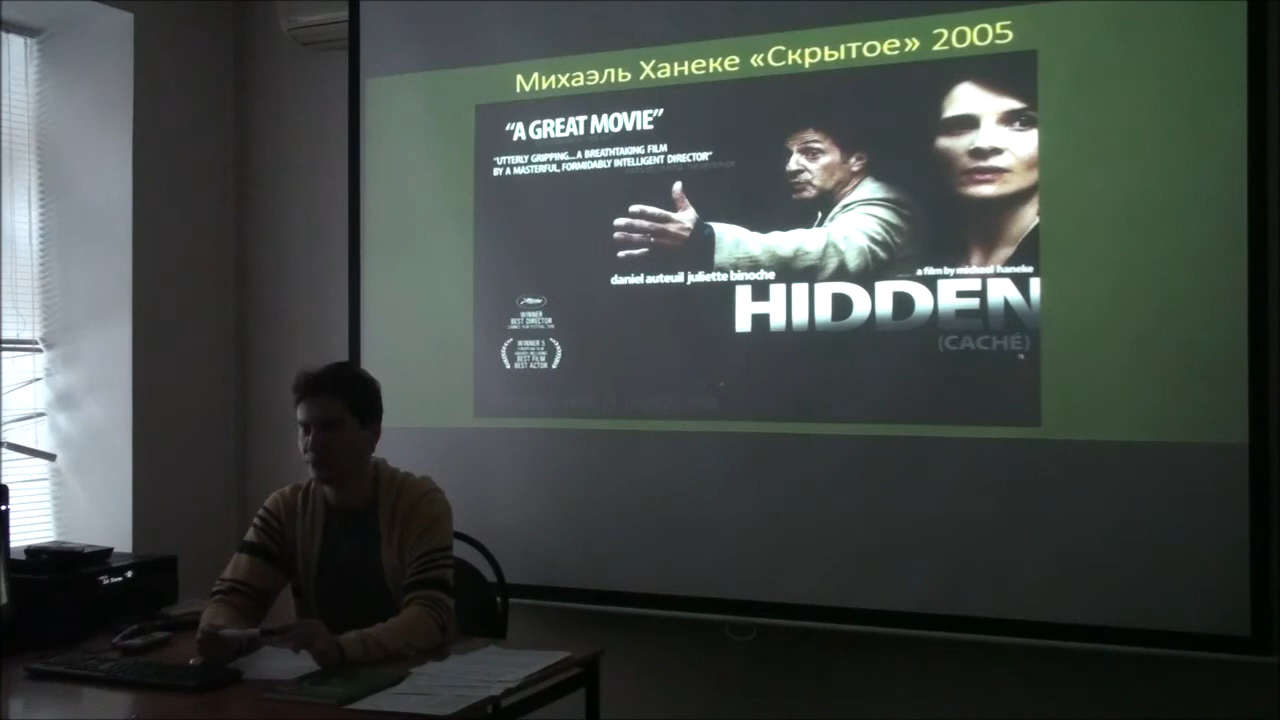 Михаэль Ханеке «Скрытое» 2005
“A GREAT MOVIE”
“UTTERLY GRIPPING... A BREATHTAKING FILM
BY A MASTERFUL, FORMIDABLY INTELLIGENT DIRECTOR”
daniel auteuil juliette binoche
a film by michael haneke
HIDDEN
(CACHÉ)
WINNER
BEST DIRECTOR
WINNER
BEST FILM
BEST ACTOR